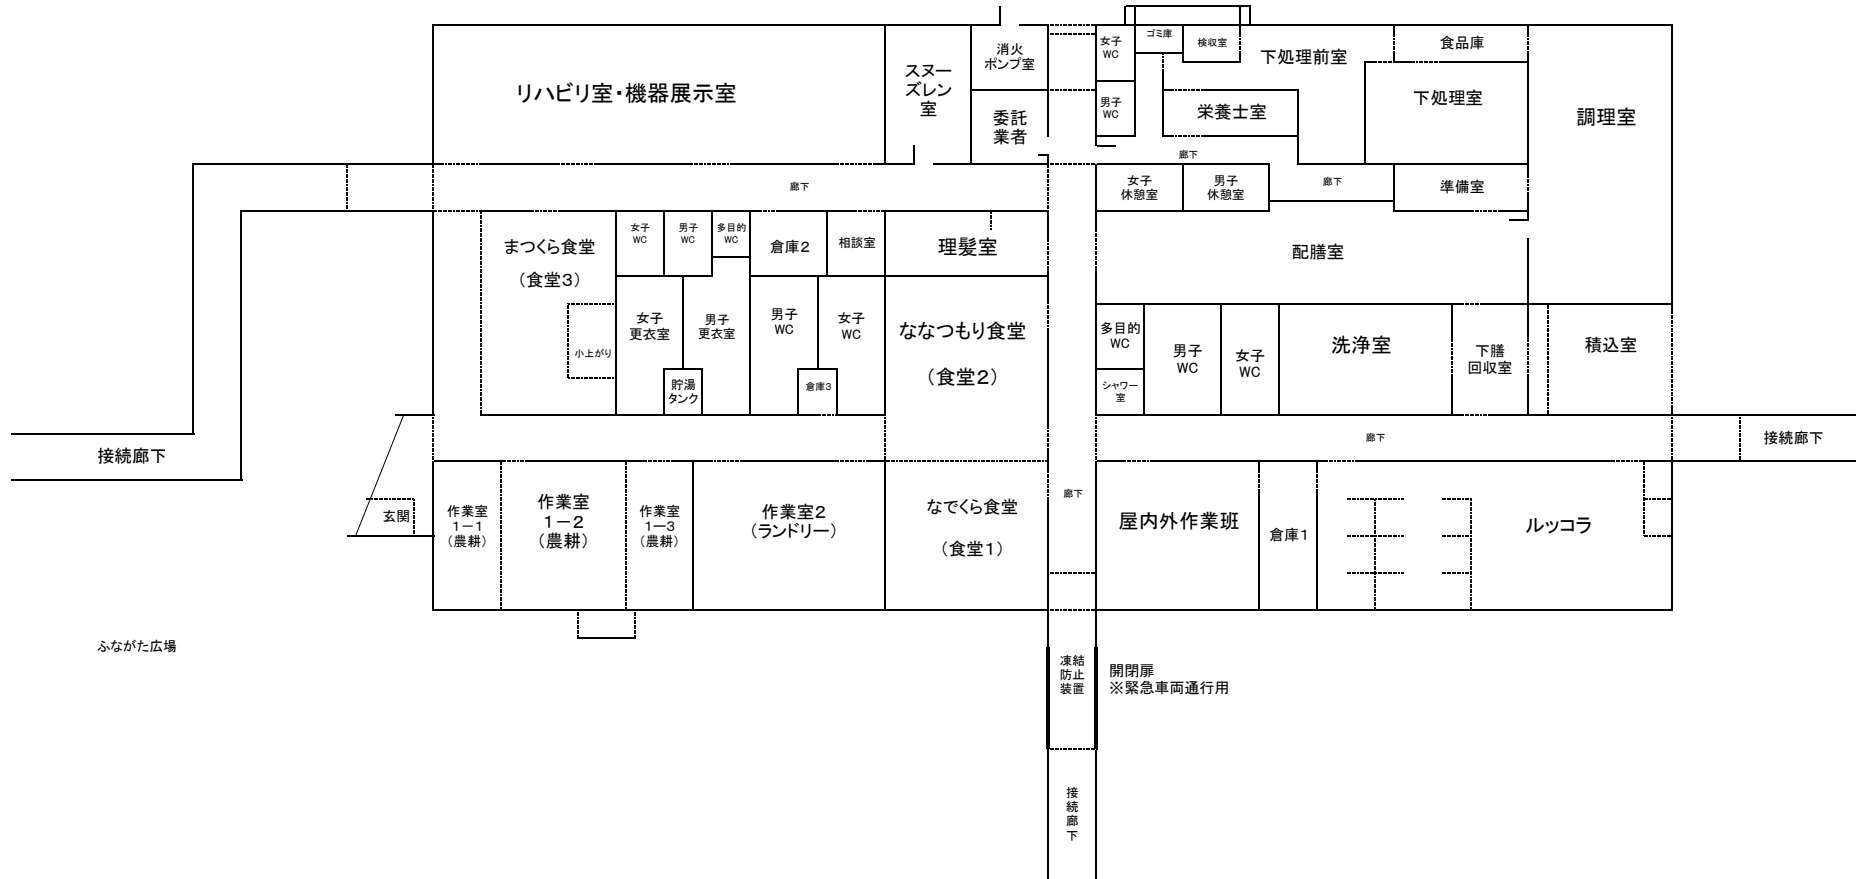 リハビリ室・機器展示室
スヌー
ズレン
室
消火
ポンプ室
委託
業者
女子
WC
男子
WC
ゴミ庫
検収室
下処理前室
食品庫
栄養士室
下処理室
調理室
廊下
女子
休憩室
男子
休憩室
廊下
準備室
廊下
まつくら食堂
（食堂３）
小上がり
女子
WC
男子
WC
多目的
WC
倉庫２
相談室
理髪室
女子
更衣室
男子
更衣室
貯湯
タンク
男子
WC
女子
WC
倉庫３
ななつもり食堂
（食堂２）
配膳室
多目的
WC
シャワー
室
男子
WC
女子
WC
洗浄室
下膳
回収室
積込室
接続廊下
廊下
接続廊下
玄関
作業室
１－１
（農耕）
作業室
１－２
（農耕）
作業室
１―３
（農耕）
作業室２
（ランドリー）
なでくら食堂
（食堂１）
廊下
屋内外作業班
倉庫１
ルッコラ
ふながた広場
凍結
防止
装置
開閉扉
※緊急車両通行用
接
続
廊
下